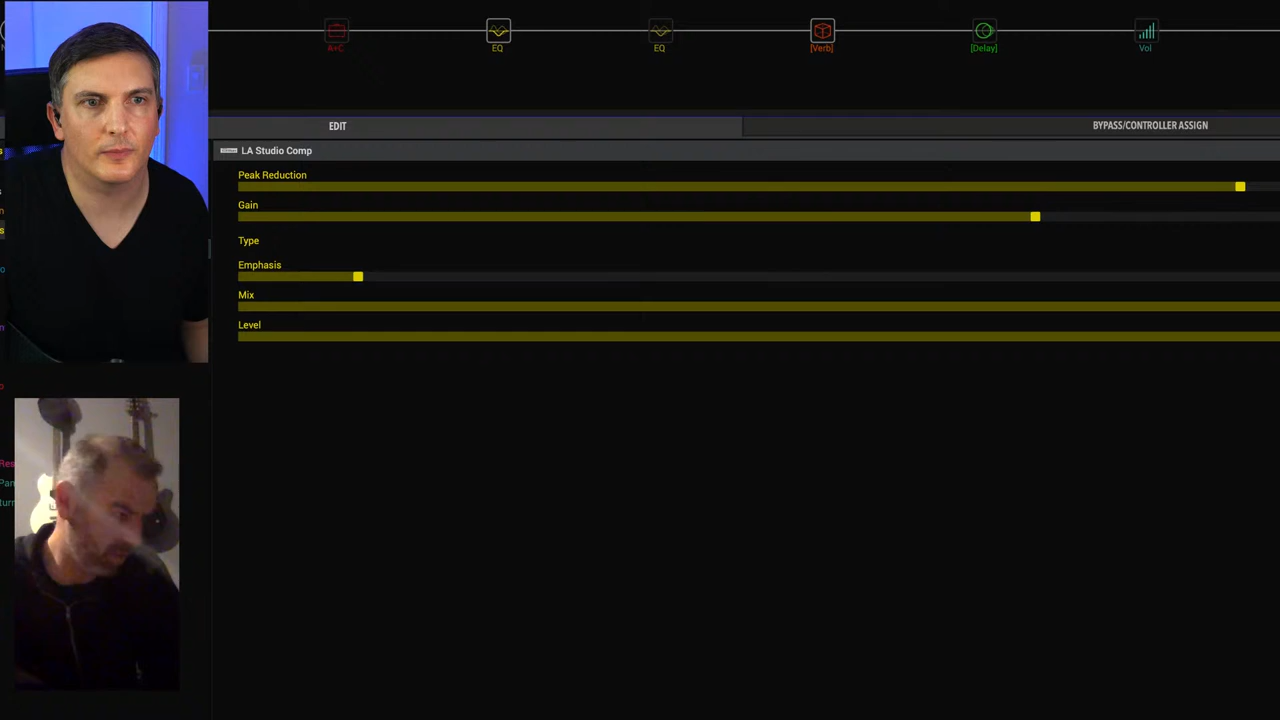 A+C
EQ
EQ
[Verb]
[Delay]
Vol
EDIT
BYPASS/CONTROLLER ASSIGN
LA Studio Comp
Peak Reduction
Gain
Type
Emphasis
Mix
Level